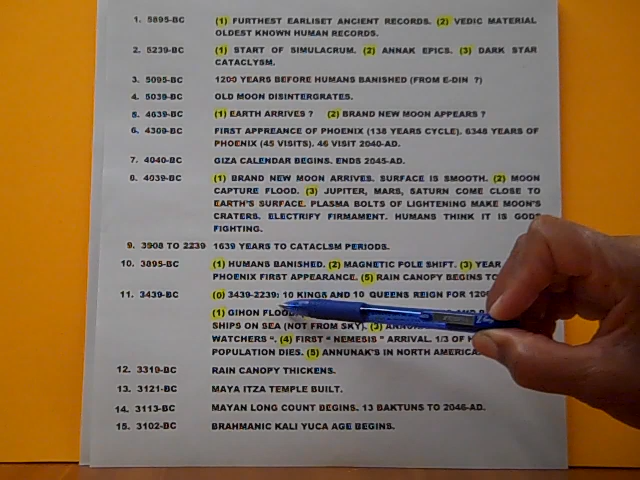 1. 5895-BC (1) FURTHEST EARLISET ANCIENT RECORDS. (2) VEDIC MATERIAL
OLDEST KNOWN HUMAN RECORDS.
2. 5239-BC (1) START OF SIMULACRUM. (2) ANNAK EPICS. (3) DARK STAR
CATACLYSM.
3. 5095-BC 1200 YEARS BEFORE HUMANS BANISHED (FROM E-DIN ?)
4. 5039-BC OLD MOON DISINTERGRATES.
5. 4639-BC (1) EARTH ARRIVES ? (2) BRAND NEW MOON APPEARS ?
6. 4309-BC FIRST APPREANCE OF PHOENIX (138 YEARS CYCLE). 6348 YEARS OF
PHOENIX (45 VISITS). 46 VISIT 2040-AD.
7. 4040-BC GIZA CALENDAR BEGINS. ENDS 2045-AD.
8. 4039-BC (1) BRAND NEW MOON ARRIVES. SURFACE IS SMOOTH. (2) MOON
CAPTURE FLOOD. (3) JUPITER, MARS, SATURN COME CLOSE TO
EARTH'S SURFACE. PLASMA BOLTS OF LIGHTENING MAKE MOON'S
CRATERS. ELECTRIFY FIRMAMENT. HUMANS THINK IT IS GODS
FIGHTING.
9. 3908 TO 2239 1639 YEARS TO CATACLSM PERIODS.
10. 3895-BC (1) HUMANS BANISHED. (2) MAGNETIC POLE SHIFT. (3) YEAR
PHOENIX FIRST APPEARANCE. (5) RAIN CANOPY BEGINS TO
11. 3439-BC (0) 3439-2239: 10 KINGS AND 10 QUEENS REIGN FOR
(1) GIHON FLOOD
SHIPS ON SEA (NOT FROM SKY). (3)
WATCHERS ". (4) FIRST " NEMESIS " ARRIVAL. 1/3 OF
POPULATION DIES. (5) ANNUNAK'S IN NORTH AMERICA
12. 3319-BC RAIN CANOPY THICKENS.
13. 3121-BC MAYA ITZA TEMPLE BUILT.
14. 3113-BC MAYAN LONG COUNT BEGINS. 13 BAKTUNS TO 2046-AD.
15. 3102-BC BRAHMANIC KALI YUCA AGE BEGINS.